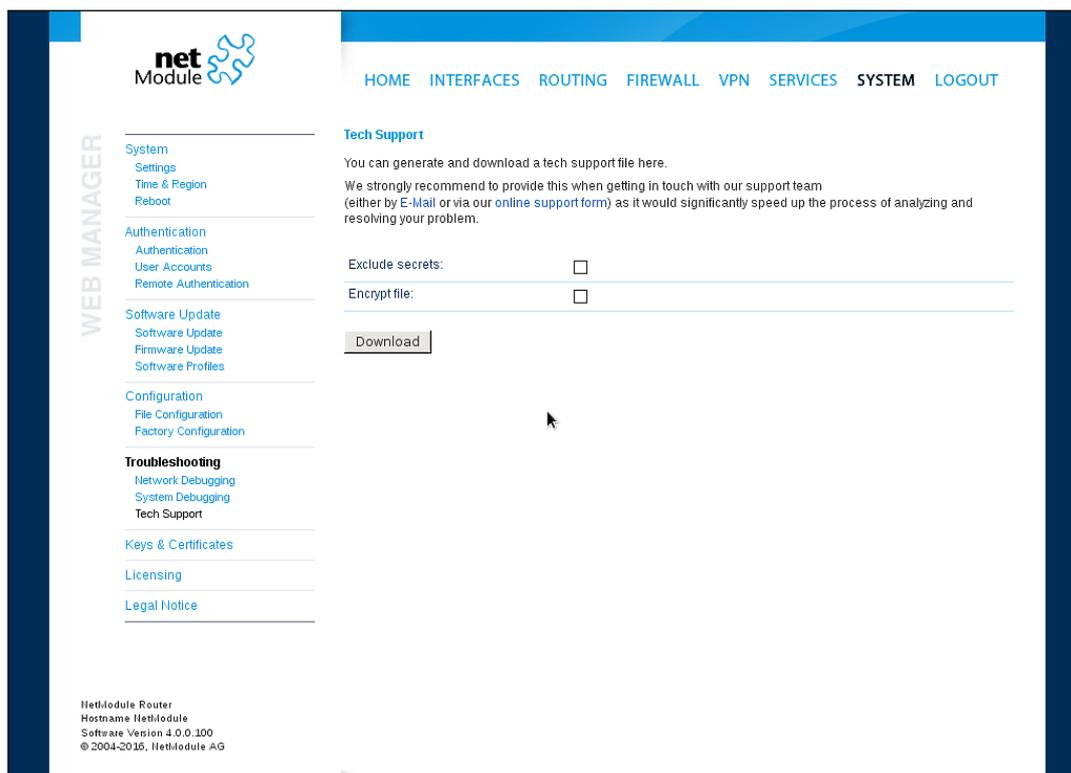 net
Module
HOME INTERFACES ROUTING FIREWALL VPN SERVICES SYSTEM LOGOUT
WEB MANAGER
System
Settings
Time & Region
Reboot
Authentication
Authentication
User Accounts
Remote Authentication
Software Update
Software Update
Firmware Update
Software Profiles
Configuration
File Configuration
Factory Configuration
Troubleshooting
Network Debugging
System Debugging
Tech Support
Keys & Certificates
Licensing
Legal Notice
Tech Support
You can generate and download a tech support file here.
We strongly recommend to provide this when getting in touch with our support team
(either by E-Mail or via our online support form) as it would significantly speed up the process of analyzing and
resolving your problem.
Exclude secrets:
Encrypt file:
Download
NetModule Router
Hostname NetModule
Software Version 4.0.0.100
© 2004-2016, NetModule AG